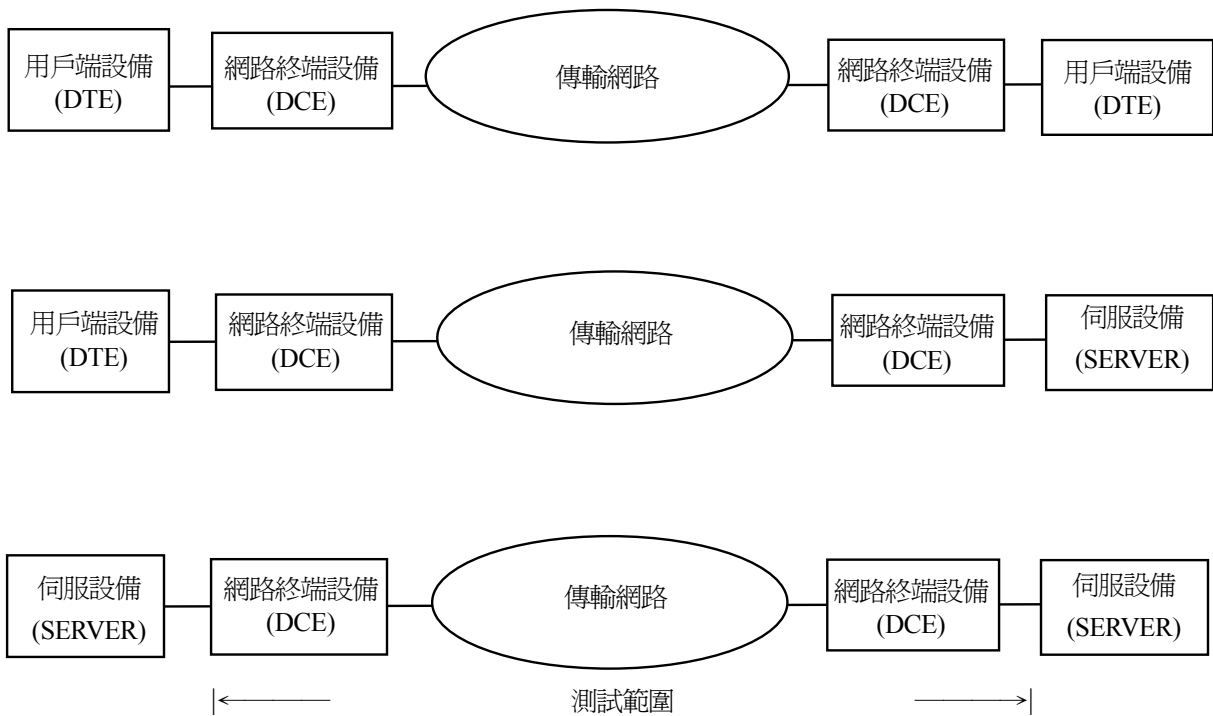 用戶端設備
(DTE)
網路終端設備
(DCE)
傳輸網路
網路終端設備
(DCE)
用戶端設備
(DTE)
用戶端設備
(DTE)
網路終端設備
(DCE)
傳輸網路
網路終端設備
(DCE)
伺服設備
(SERVER)
伺服設備
(SERVER)
網路終端設備
(DCE)
傳輸網路
網路終端設備
(DCE)
伺服設備
(SERVER)
測試範圍